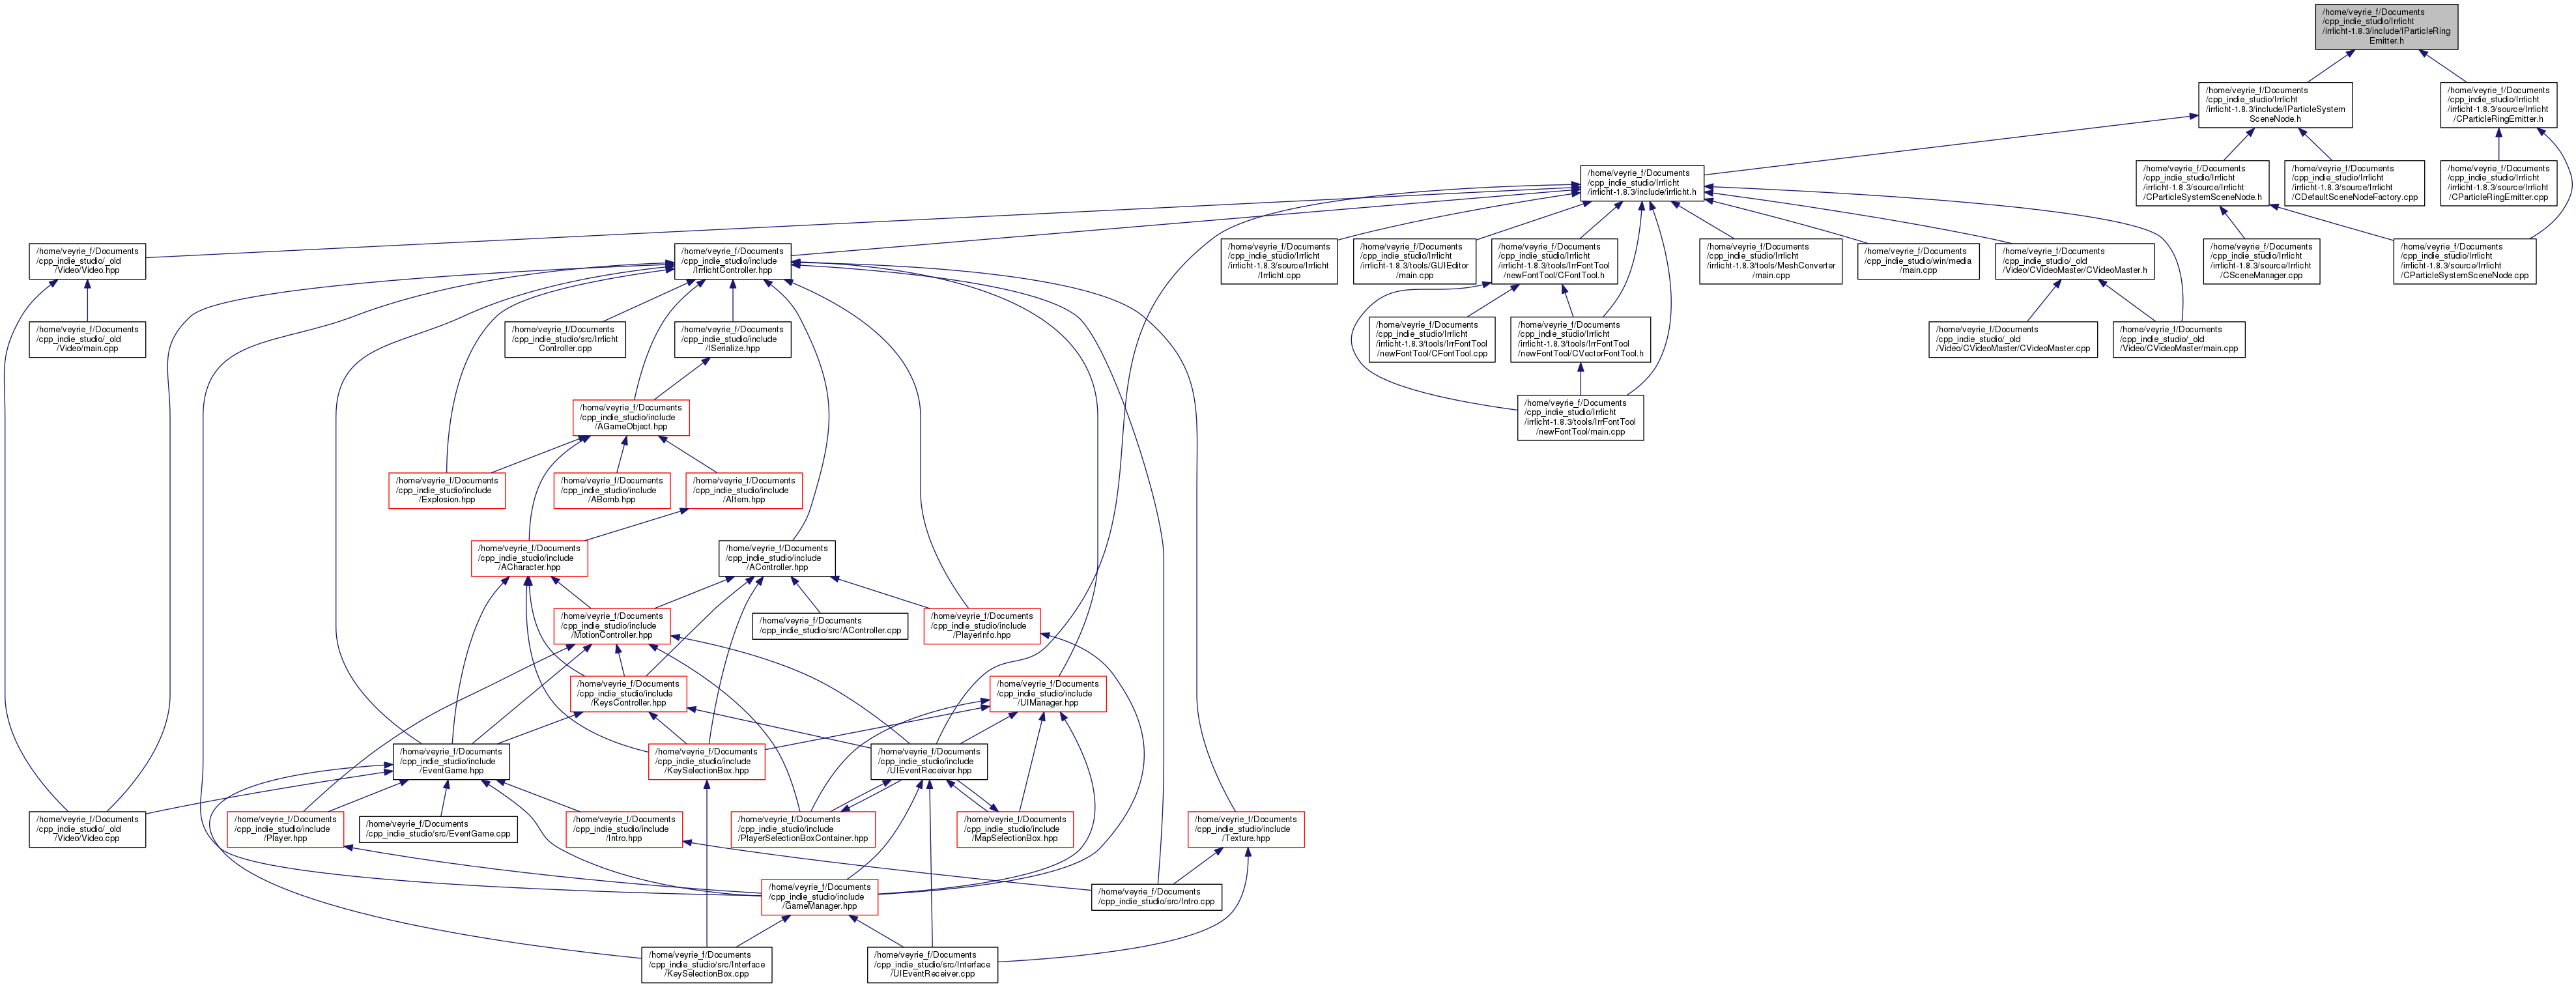 /home/veyrie_f/Documents
/cpp_indie_studio/Irrlicht
/irrlicht-1.8.3/include/IParticleRing
Emitter.h
/home/veyrie_f/Documents
/cpp_indie_studio/Irrlicht
/irrlicht-1.8.3/include/IParticleSystem
SceneNode.h
/home/veyrie_f/Documents
/cpp_indie_studio/Irrlicht
/irrlicht-1.8.3/source/Irrlicht
/CParticleRingEmitter.h
/home/veyrie_f/Documents
/cpp_indie_studio/Irrlicht
/irrlicht-1.8.3/include/irrlicht.h
/home/veyrie_f/Documents
/cpp_indie_studio/Irrlicht
/irrlicht-1.8.3/source/Irrlicht
/CParticleSystemSceneNode.h
/home/veyrie_f/Documents
/cpp_indie_studio/Irrlicht
/irrlicht-1.8.3/source/Irrlicht
/CDefaultSceneNodeFactory.cpp
/home/veyrie_f/Documents
/cpp_indie_studio/Irrlicht
/irrlicht-1.8.3/source/Irrlicht
/CParticleRingEmitter.cpp
/home/veyrie_f/Documents
/cpp_indie_studio/_old
/Video/Video.hpp
/home/veyrie_f/Documents
/cpp_indie_studio/include
/IrrlichtController.hpp
/home/veyrie_f/Documents
/cpp_indie_studio/Irrlicht
/irrlicht-1.8.3/source/Irrlicht
/Irrlicht.cpp
/home/veyrie_f/Documents
/cpp_indie_studio/Irrlicht
/irrlicht-1.8.3/tools/GUIEditor
/main.cpp
/home/veyrie_f/Documents
/cpp_indie_studio/Irrlicht
/irrlicht-1.8.3/tools/IrrFontTool
/newFontTool/CFontTool.h
/home/veyrie_f/Documents
/cpp_indie_studio/Irrlicht
/irrlicht-1.8.3/tools/MeshConverter
/main.cpp
/home/veyrie_f/Documents
/cpp_indie_studio/win/media
/main.cpp
/home/veyrie_f/Documents
/cpp_indie_studio/_old
/Video/CVideoMaster/CVideoMaster.h
/home/veyrie_f/Documents
/cpp_indie_studio/Irrlicht
/irrlicht-1.8.3/source/Irrlicht
/CSceneManager.cpp
/home/veyrie_f/Documents
/cpp_indie_studio/Irrlicht
/irrlicht-1.8.3/source/Irrlicht
/CParticleSystemSceneNode.cpp
/home/veyrie_f/Documents
/cpp_indie_studio/_old
/Video/main.cpp
/home/veyrie_f/Documents
/cpp_indie_studio/src/Irrlicht
Controller.cpp
/home/veyrie_f/Documents
/cpp_indie_studio/include
/ISerialize.hpp
/home/veyrie_f/Documents
/cpp_indie_studio/Irrlicht
/irrlicht-1.8.3/tools/IrrFontTool
/newFontTool/CFontTool.cpp
/home/veyrie_f/Documents
/cpp_indie_studio/Irrlicht
/irrlicht-1.8.3/tools/IrrFontTool
/newFontTool/CVectorFontTool.h
/home/veyrie_f/Documents
/cpp_indie_studio/_old
/Video/CVideoMaster/CVideoMaster.cpp
/home/veyrie_f/Documents
/cpp_indie_studio/_old
/Video/CVideoMaster/main.cpp
/home/veyrie_f/Documents
/cpp_indie_studio/include
/AGameObject.hpp
/home/veyrie_f/Documents
/cpp_indie_studio/Irrlicht
/irrlicht-1.8.3/tools/IrrFontTool
/newFontTool/main.cpp
/home/veyrie_f/Documents
/cpp_indie_studio/include
/Explosion.hpp
/home/veyrie_f/Documents
/cpp_indie_studio/include
/ABomb.hpp
/home/veyrie_f/Documents
/cpp_indie_studio/include
/AItem.hpp
/home/veyrie_f/Documents
/cpp_indie_studio/include
/ACharacter.hpp
/home/veyrie_f/Documents
/cpp_indie_studio/include
/AController.hpp
/home/veyrie_f/Documents
/cpp_indie_studio/include
/MotionController.hpp
/home/veyrie_f/Documents
/cpp_indie_studio/src/AController.cpp
/home/veyrie_f/Documents
/cpp_indie_studio/include
/PlayerInfo.hpp
/home/veyrie_f/Documents
/cpp_indie_studio/include
/KeysController.hpp
/home/veyrie_f/Documents
/cpp_indie_studio/include
/UIManager.hpp
/home/veyrie_f/Documents
/cpp_indie_studio/include
/EventGame.hpp
/home/veyrie_f/Documents
/cpp_indie_studio/include
/KeySelectionBox.hpp
/home/veyrie_f/Documents
/cpp_indie_studio/include
/UIEventReceiver.hpp
/home/veyrie_f/Documents
/cpp_indie_studio/_old
/Video/Video.cpp
/home/veyrie_f/Documents
/cpp_indie_studio/include
/Player.hpp
/home/veyrie_f/Documents
/cpp_indie_studio/src/EventGame.cpp
/home/veyrie_f/Documents
/cpp_indie_studio/include
/Intro.hpp
/home/veyrie_f/Documents
/cpp_indie_studio/include
/PlayerSelectionBoxContainer.hpp
/home/veyrie_f/Documents
/cpp_indie_studio/include
/MapSelectionBox.hpp
/home/veyrie_f/Documents
/cpp_indie_studio/include
/Texture.hpp
/home/veyrie_f/Documents
/cpp_indie_studio/include
/GameManager.hpp
/home/veyrie_f/Documents
/cpp_indie_studio/src/Intro.cpp
/home/veyrie_f/Documents
/cpp_indie_studio/src/Interface
/KeySelectionBox.cpp
/home/veyrie_f/Documents
/cpp_indie_studio/src/Interface
/UIEventReceiver.cpp